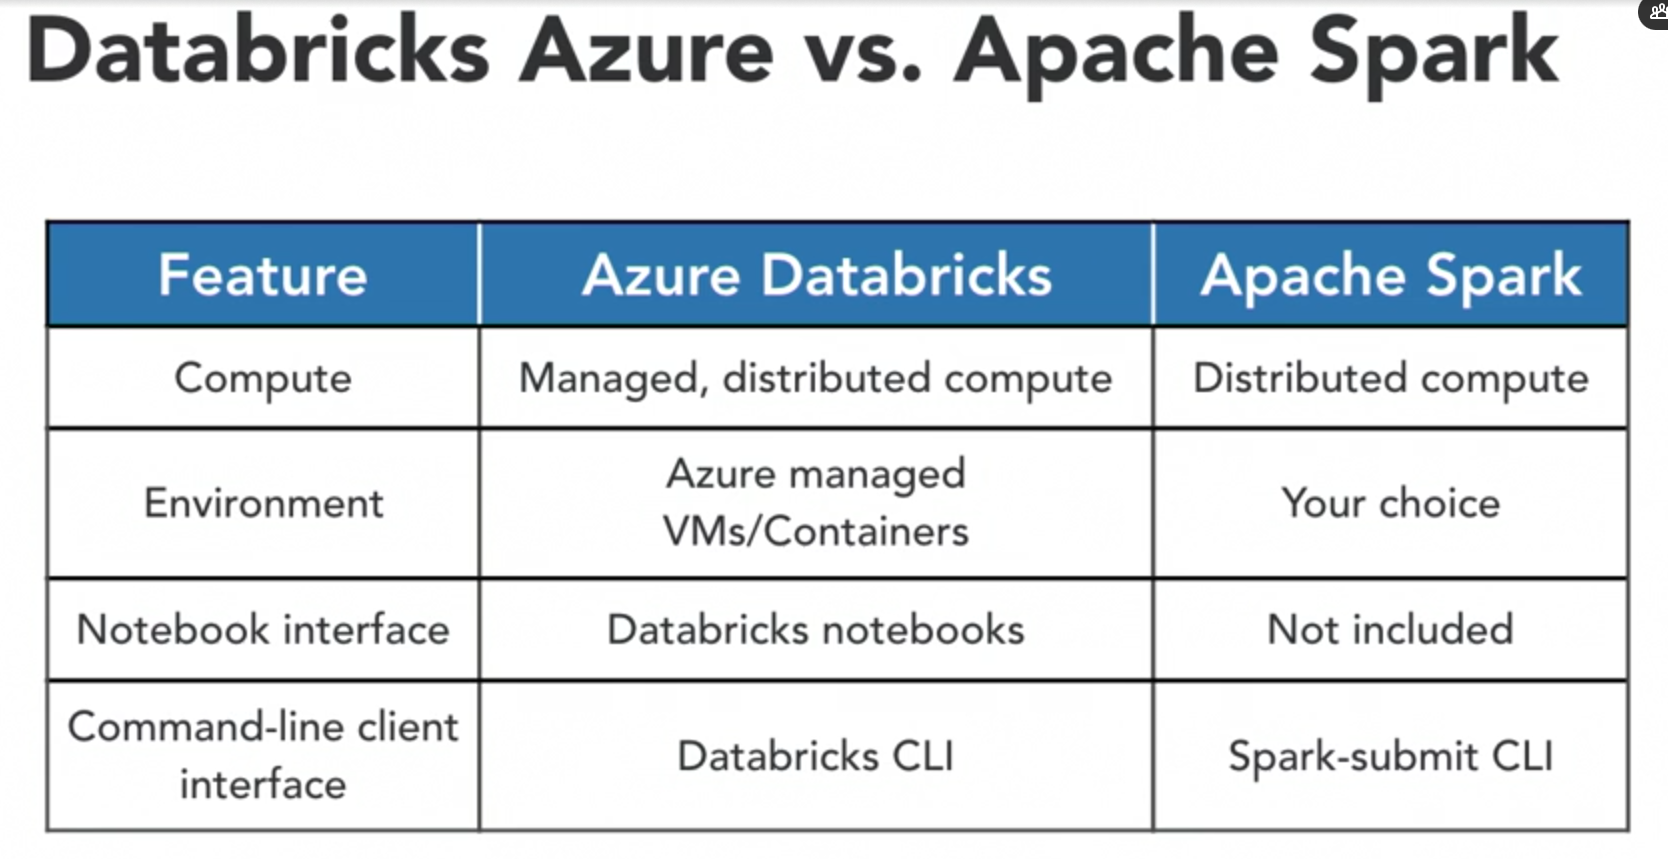 Databricks Azure vs. Apache Spark
Feature Azure Databricks Apache Spark
Compute Managed, distributed compute Distributed compute
Environment Azure managed VMs/Containers Your choice
Notebook interface Databricks notebooks Not included
Command-line client interface Databricks CLI Spark-submit CLI